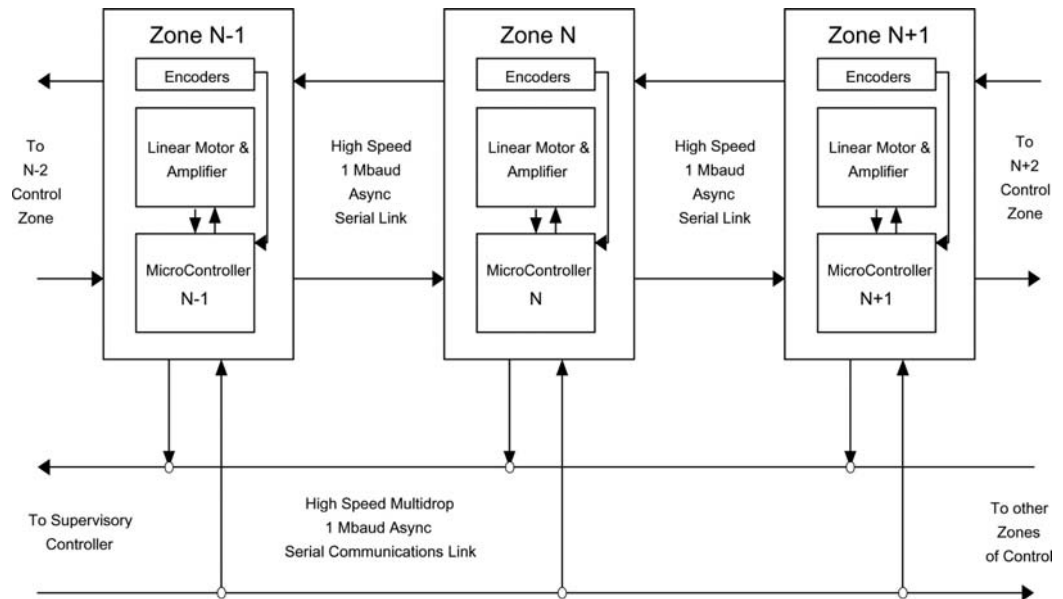 Zone N-1
Encoders
Linear Motor &
Amplifier
MicroController
N-1
Zone N
Encoders
Linear Motor &
Amplifier
MicroController
N
Zone N+1
Encoders
Linear Motor &
Amplifier
MicroController
N+1
To
N-2
Control
Zone
High Speed
1 Mbaud
Async
Serial Link
High Speed
1 Mbaud
Async
Serial Link
To
N+2
Control
Zone
To Supervisory
Controller
High Speed Multidrop
1 Mbaud Async
Serial Communications Link
To other
Zones
of Control